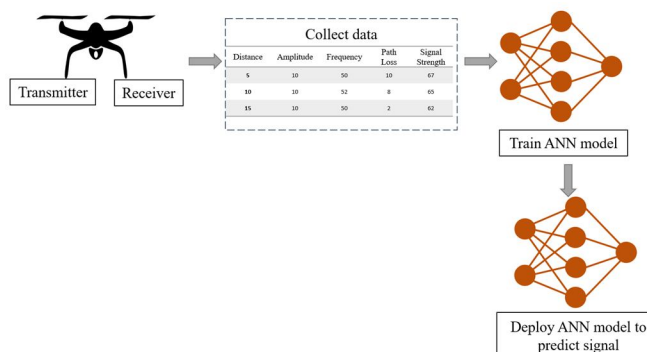 Collect data
Distance Amplitude Frequency Path Loss Signal Strength
5 10 50 10 67
10 10 52 8 65
15 10 50 2 62
Transmitter Receiver
Train ANN model
Deploy ANN model to
predict signal